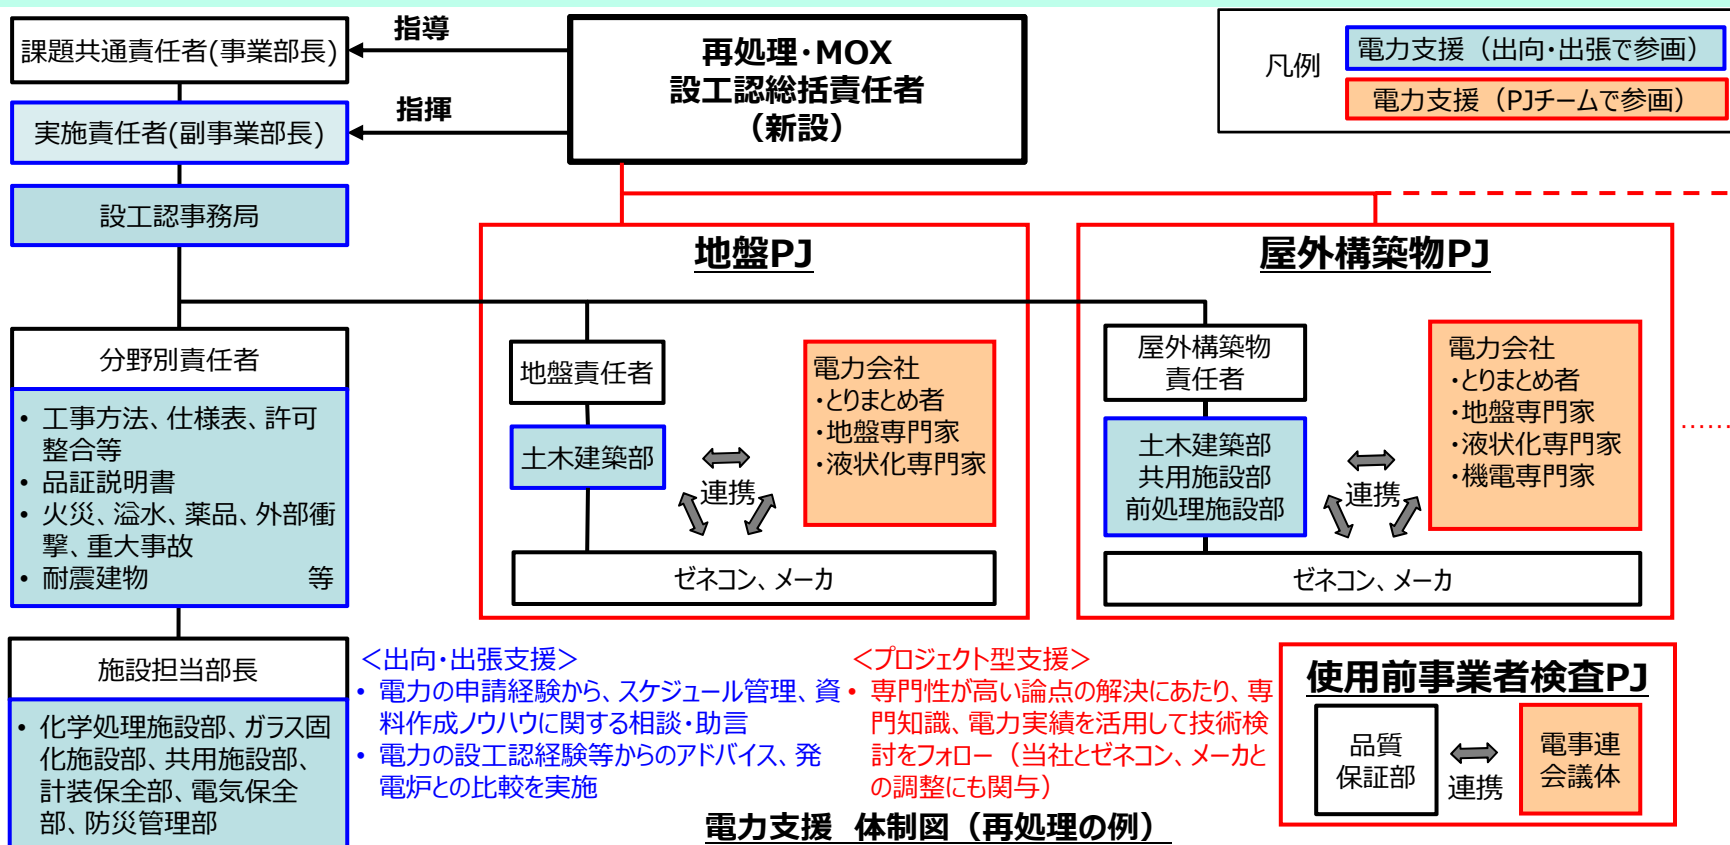 課題共通責任者(事業部長)
指導
再処理・MOX
設工認総括責任者
（新設）
凡例
電力支援（出向・出張で参画）
電力支援（PJチームで参画）
実施責任者(副事業部長)
指揮
設工認事務局
地盤PJ
屋外構築物PJ
分野別責任者
• 工事方法、仕様表、許可
整合等
• 品証説明書
• 火災、溢水、薬品、外部衝
撃、重大事故
• 耐震建物 等
地盤責任者
土木建築部
電力会社
・とりまとめ者
・地盤専門家
・液状化専門家
連携
ゼネコン、メーカ
屋外構築物
責任者
土木建築部
共用施設部
前処理施設部
電力会社
・とりまとめ者
・地盤専門家
・液状化専門家
・機電専門家
連携
ゼネコン、メーカ
……
施設担当部長
• 化学処理施設部、ガラス固
化施設部、共用施設部、
計装保全部、電気保全
部、防災管理部
＜出向・出張支援＞
• 電力の申請経験から、スケジュール管理、資
料作成ノウハウに関する相談・助言
• 電力の設工認経験等からのアドバイス、発
電炉との比較を実施
＜プロジェクト型支援＞
• 専門性が高い論点の解決にあたり、専
門知識、電力実績を活用して技術検
討をフォロー（当社とゼネコン、メーカと
の調整にも関与）
使用前事業者検査PJ
品質
保証部
連携
電事連
会議体
電力支援 体制図（再処理の例）